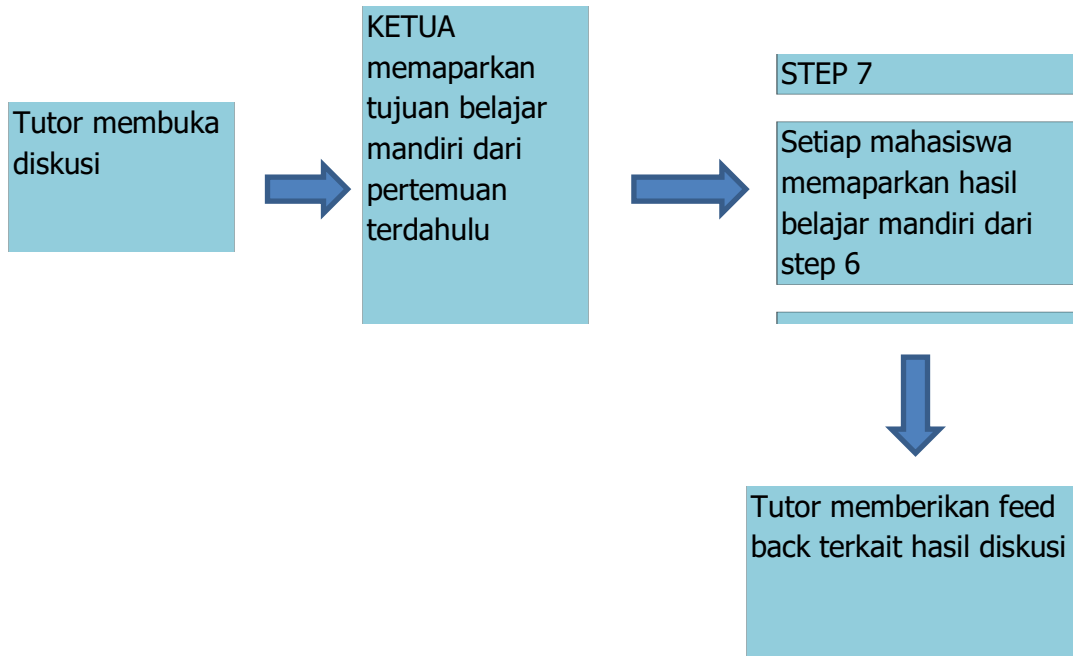 Tutor membuka
diskusi
KETUA
memaparkan
tujuan belajar
mandiri dari
pertemuan
terdahulu
STEP 7
Setiap mahasiswa
memaparkan hasil
belajar mandiri dari
step 6
Tutor memberikan feed
back terkait hasil diskusi